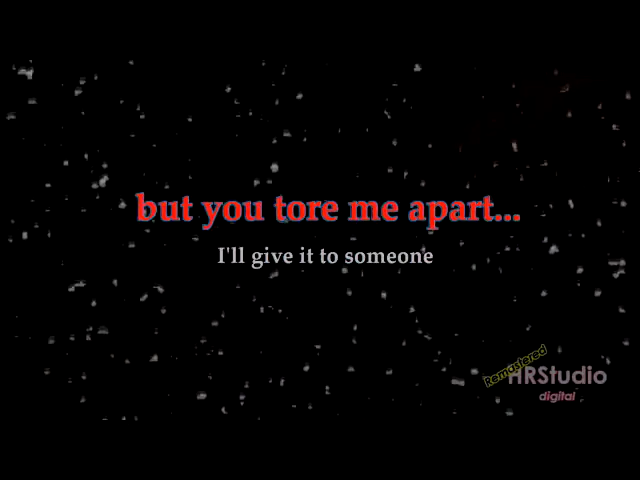 but you tore me apart...
I'll give it to someone
Remastered
HRStudio
digital